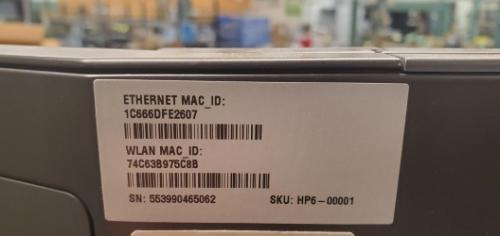 ETHERNET MAC_ID:
1C666DFE2607
WLAN MAC_ID:
74C63B975C8B
SN: 553990465062 SKU: HP6-00001